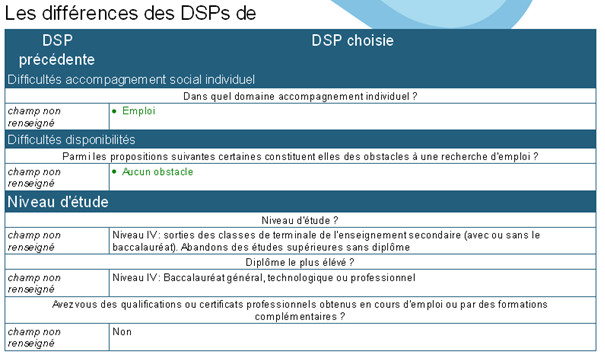 Les différences des DSPs de
DSP précédente
DSP choisie
Difficultés accompagnement social individuel
Dans quel domaine accompagnement individuel ?
champ non renseigné
• Emploi
Difficultés disponibilités
Parmi les propositions suivantes certaines constituent elles des obstacles à une recherche d'emploi ?
champ non renseigné
• Aucun obstacle
Niveau d'étude
Niveau d'étude ?
champ non renseigné
Niveau IV : sorties des classes de terminale de l'enseignement secondaire (avec ou sans le
baccalauréat). Abandons des études supérieures sans diplôme
Diplôme le plus élévé ?
champ non renseigné
Niveau IV : Baccalauréat général, technologique ou professionnel
Avez vous des qualifications ou certificats professionnels obtenus en cours d'emploi ou par des formations
complémentaires ?
champ non renseigné
Non